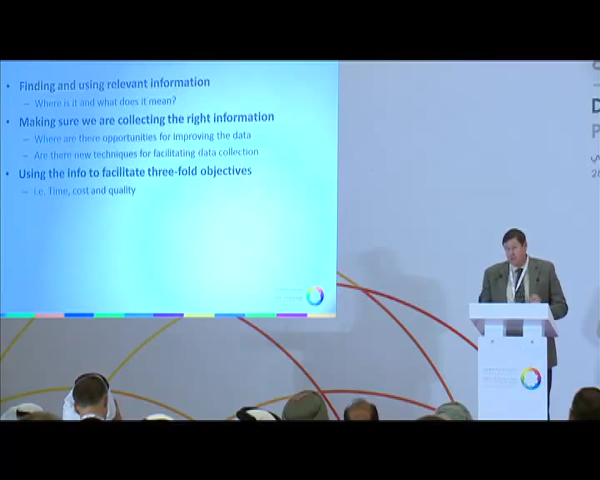 • Finding and using relevant information
– Where is it and what does it mean?
• Making sure we are collecting the right information
– Where are there opportunities for improving the data
– Are there new techniques for facilitating data collection
• Using the info to facilitate three-fold objectives
– i.e. Time, cost and quality